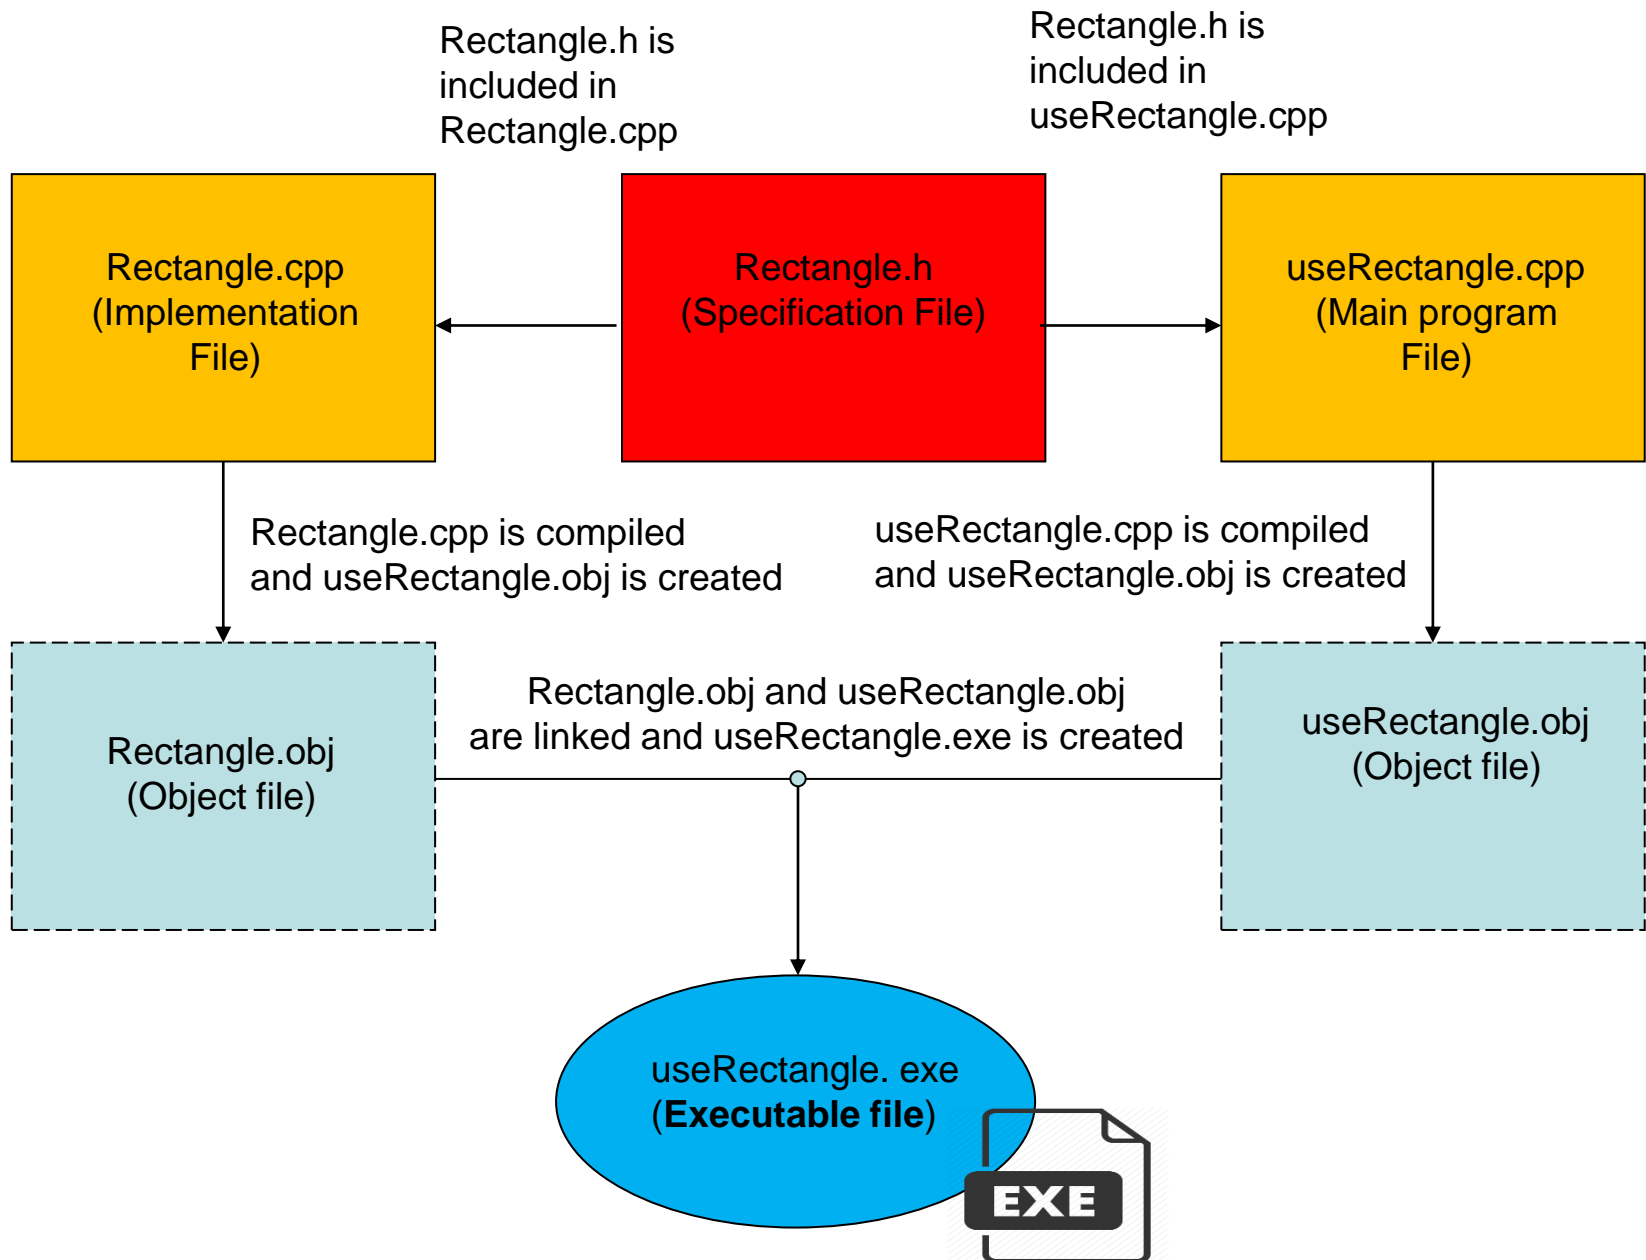 Rectangle.h is
included in
Rectangle.cpp
Rectangle.h is
included in
useRectangle.cpp
Rectangle.cpp
(Implementation
File)
Rectangle.h
(Specification File)
useRectangle.cpp
(Main program
File)
Rectangle.cpp is compiled
and useRectangle.obj is created
useRectangle.cpp is compiled
and useRectangle.obj is created
Rectangle.obj
(Object file)
Rectangle.obj and useRectangle.obj
are linked and useRectangle.exe is created
useRectangle.obj
(Object file)
useRectangle. exe
(Executable file)
EXE